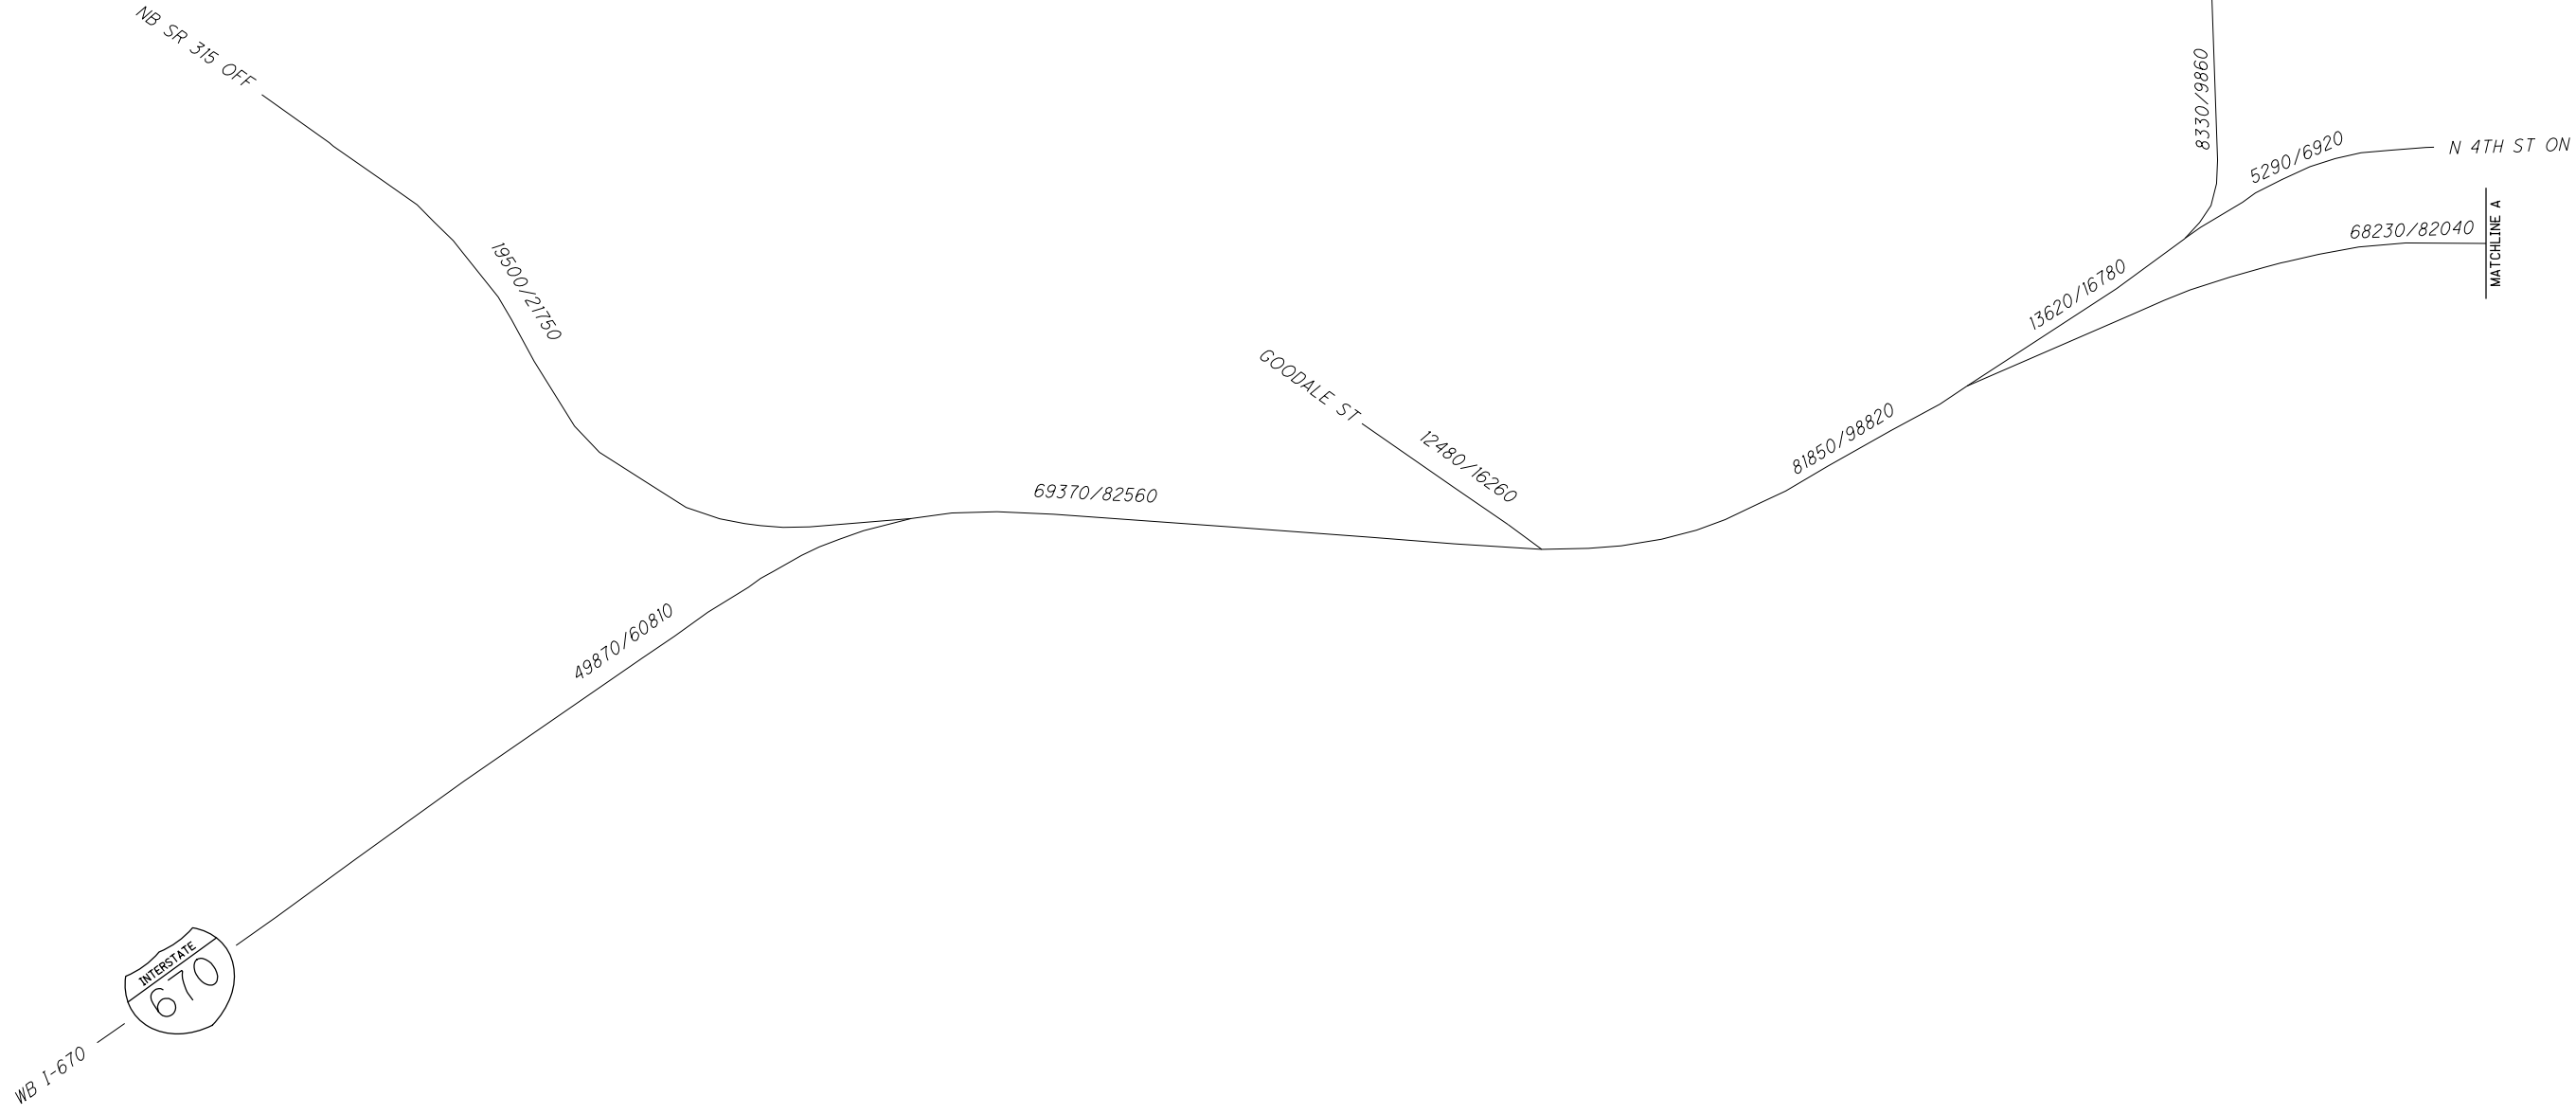 NB SR 315 OFF
8330/9860
5290/6920
N 4TH ST ON
68230/82040
MATCHLINE A
19500/21750
13620/16780
GOODALE ST
12480/16260
81850/98820
69370/82560
49870/60810
INTERSTATE
670
WB I-670